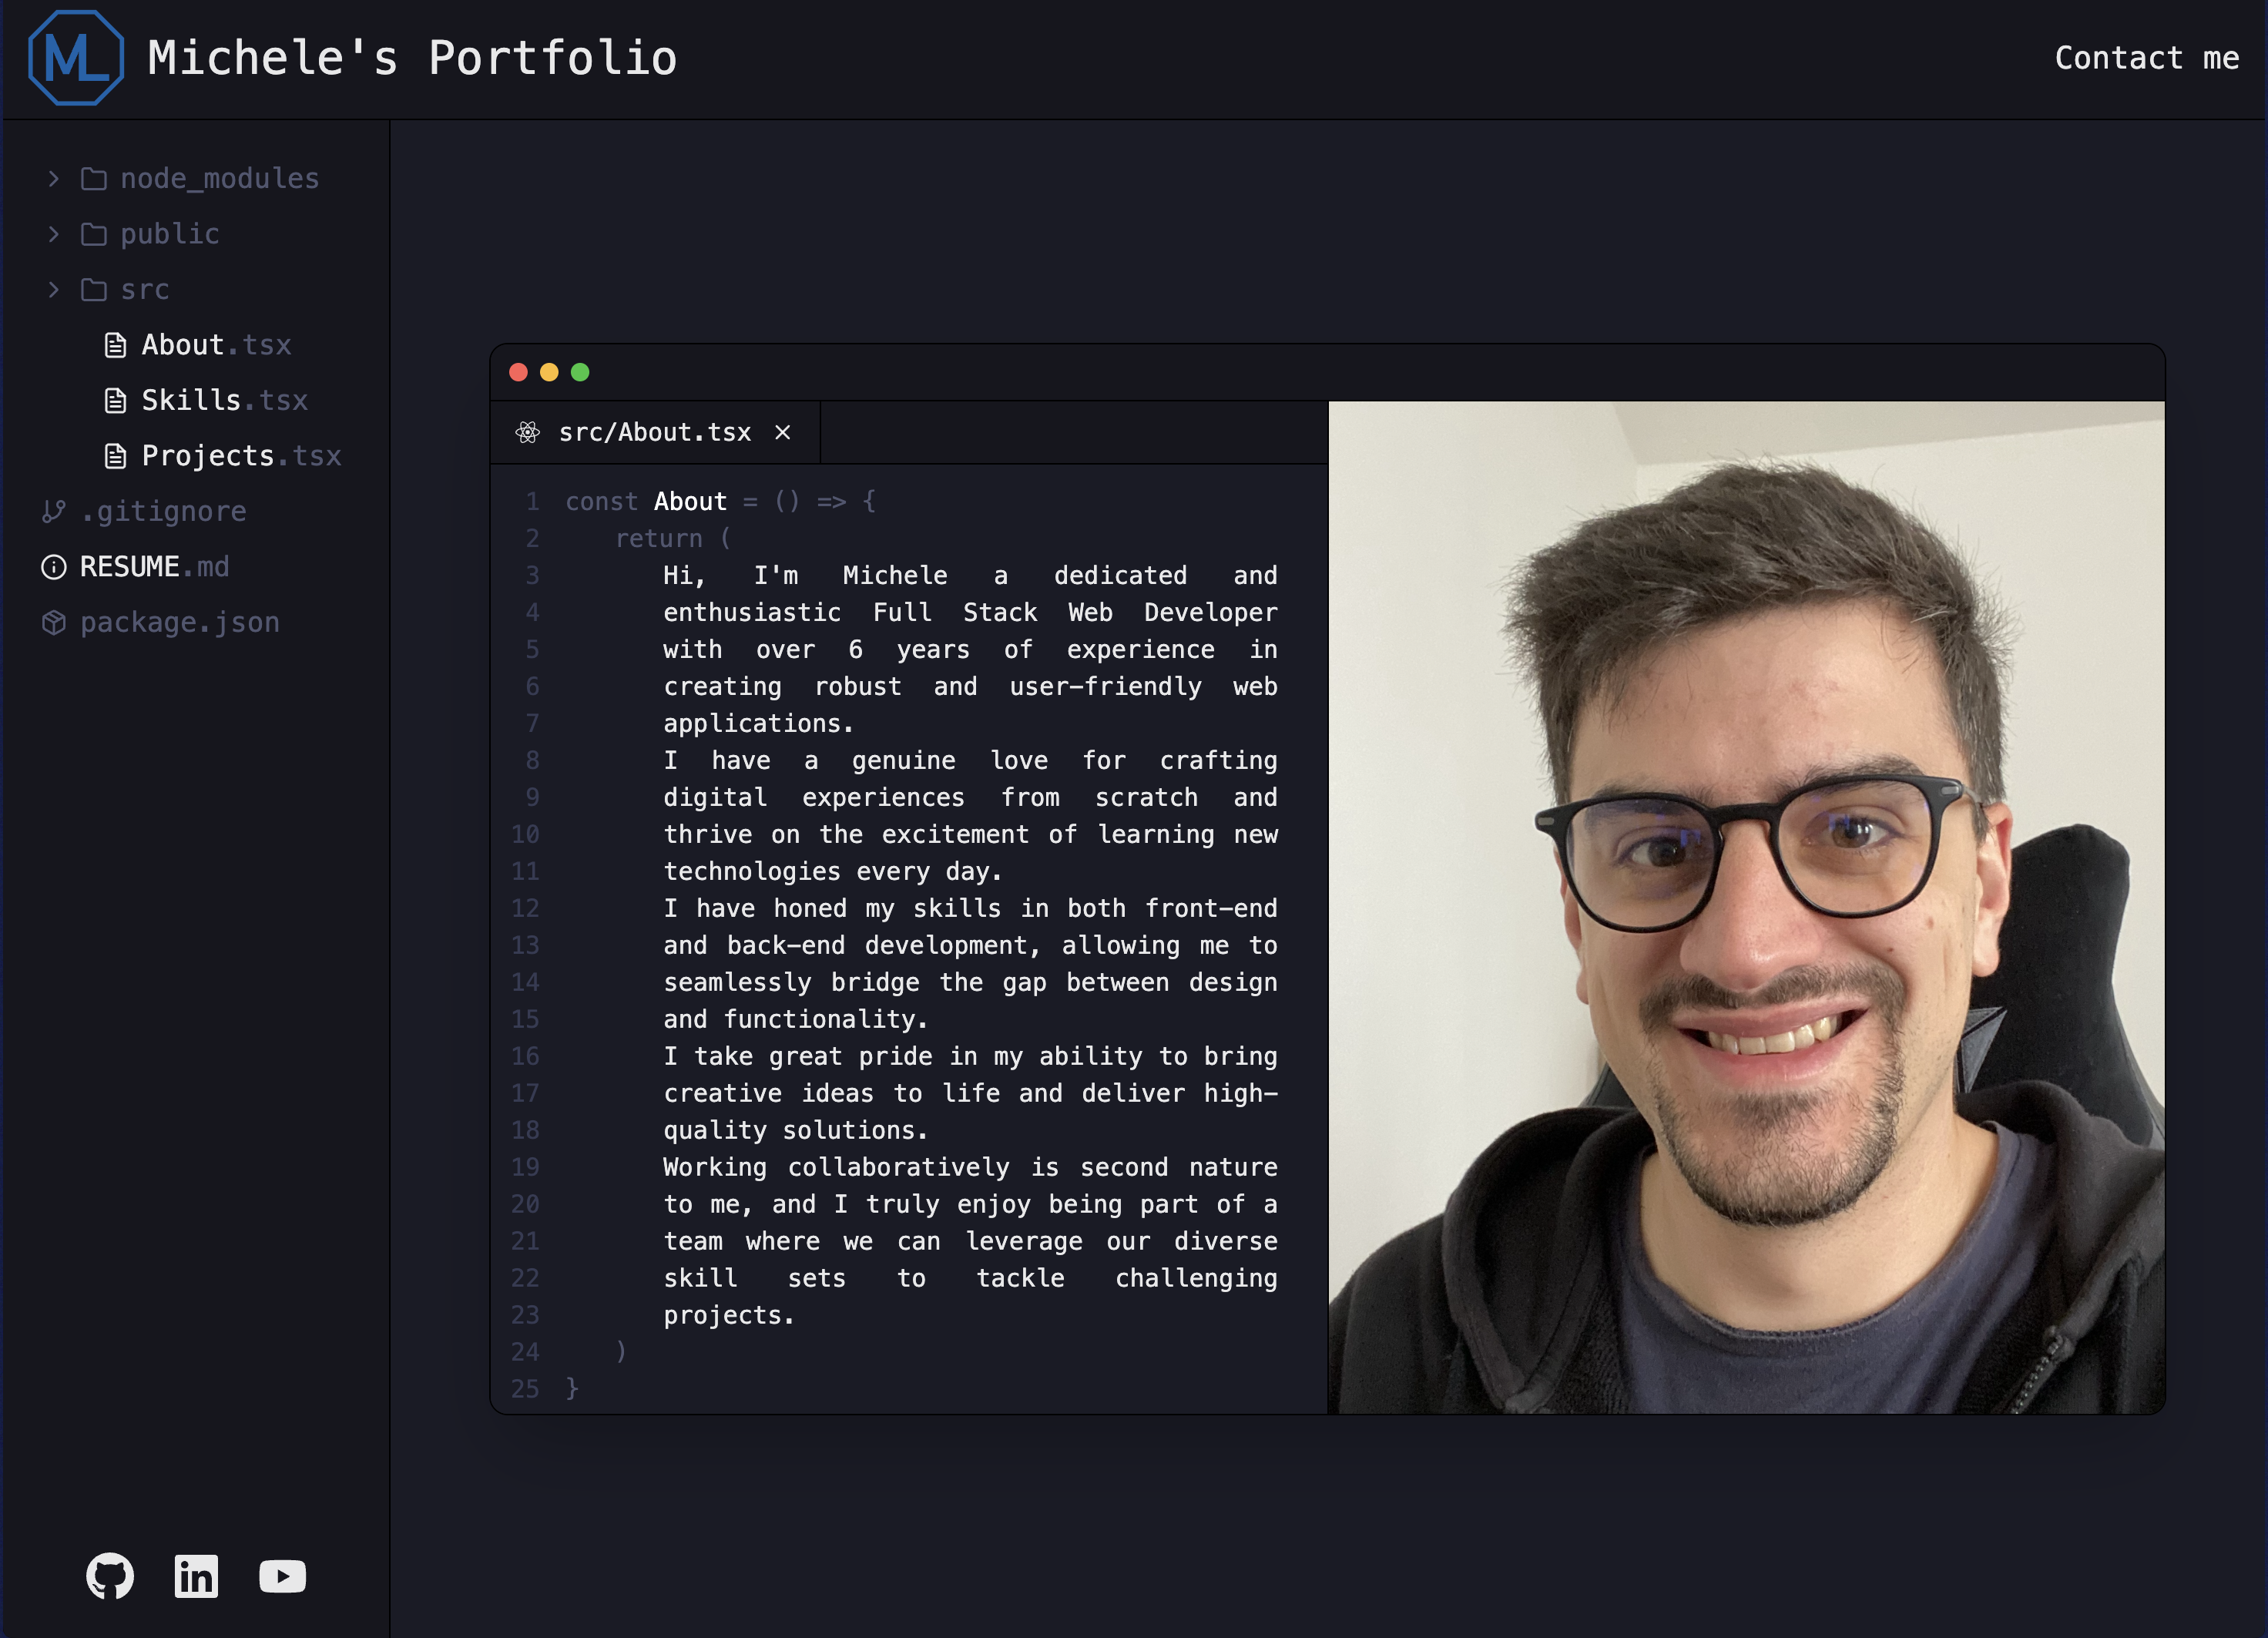 ML
Michele's Portfolio
Contact me
node_modules
public
src
About.tsx
Skills.tsx
Projects.tsx
.gitignore
RESUME.md
package.json
src/About.tsx
1 const About = () => {
2 return (
3 Hi, I'm Michele a dedicated and
4 enthusiastic Full Stack Web Developer
5 with over 6 years of experience in
6 creating robust and user-friendly web
7 applications.
8 I have a genuine love for crafting
9 digital experiences from scratch and
10 thrive on the excitement of learning new
11 technologies every day.
12 I have honed my skills in both front-end
13 and back-end development, allowing me to
14 seamlessly bridge the gap between design
15 and functionality.
16 I take great pride in my ability to bring
17 creative ideas to life and deliver high-
18 quality solutions.
19 Working collaboratively is second nature
20 to me, and I truly enjoy being part of a
21 team where we can leverage our diverse
22 skill sets to tackle challenging
23 projects.
24 )
25 }
in